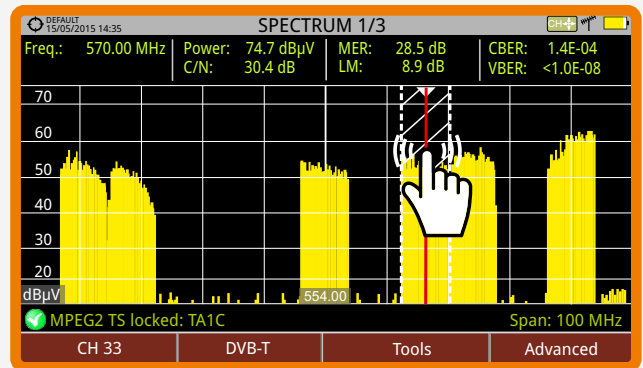 DEFAULT
15/05/2015 14:35 SPECTRUM 1/3 CH
Freq.: 570.00 MHz Power: 74.7 dBµV MER: 28.5 dB CBER: 1.4E-04
C/N: 30.4 dB LM: 8.9 dB VBER: <1.0E-08
70
60
50
40
30
20
dBµV 554.00
MPEG2 TS locked: TA1C Span: 100 MHz
CH 33 DVB-T Tools Advanced